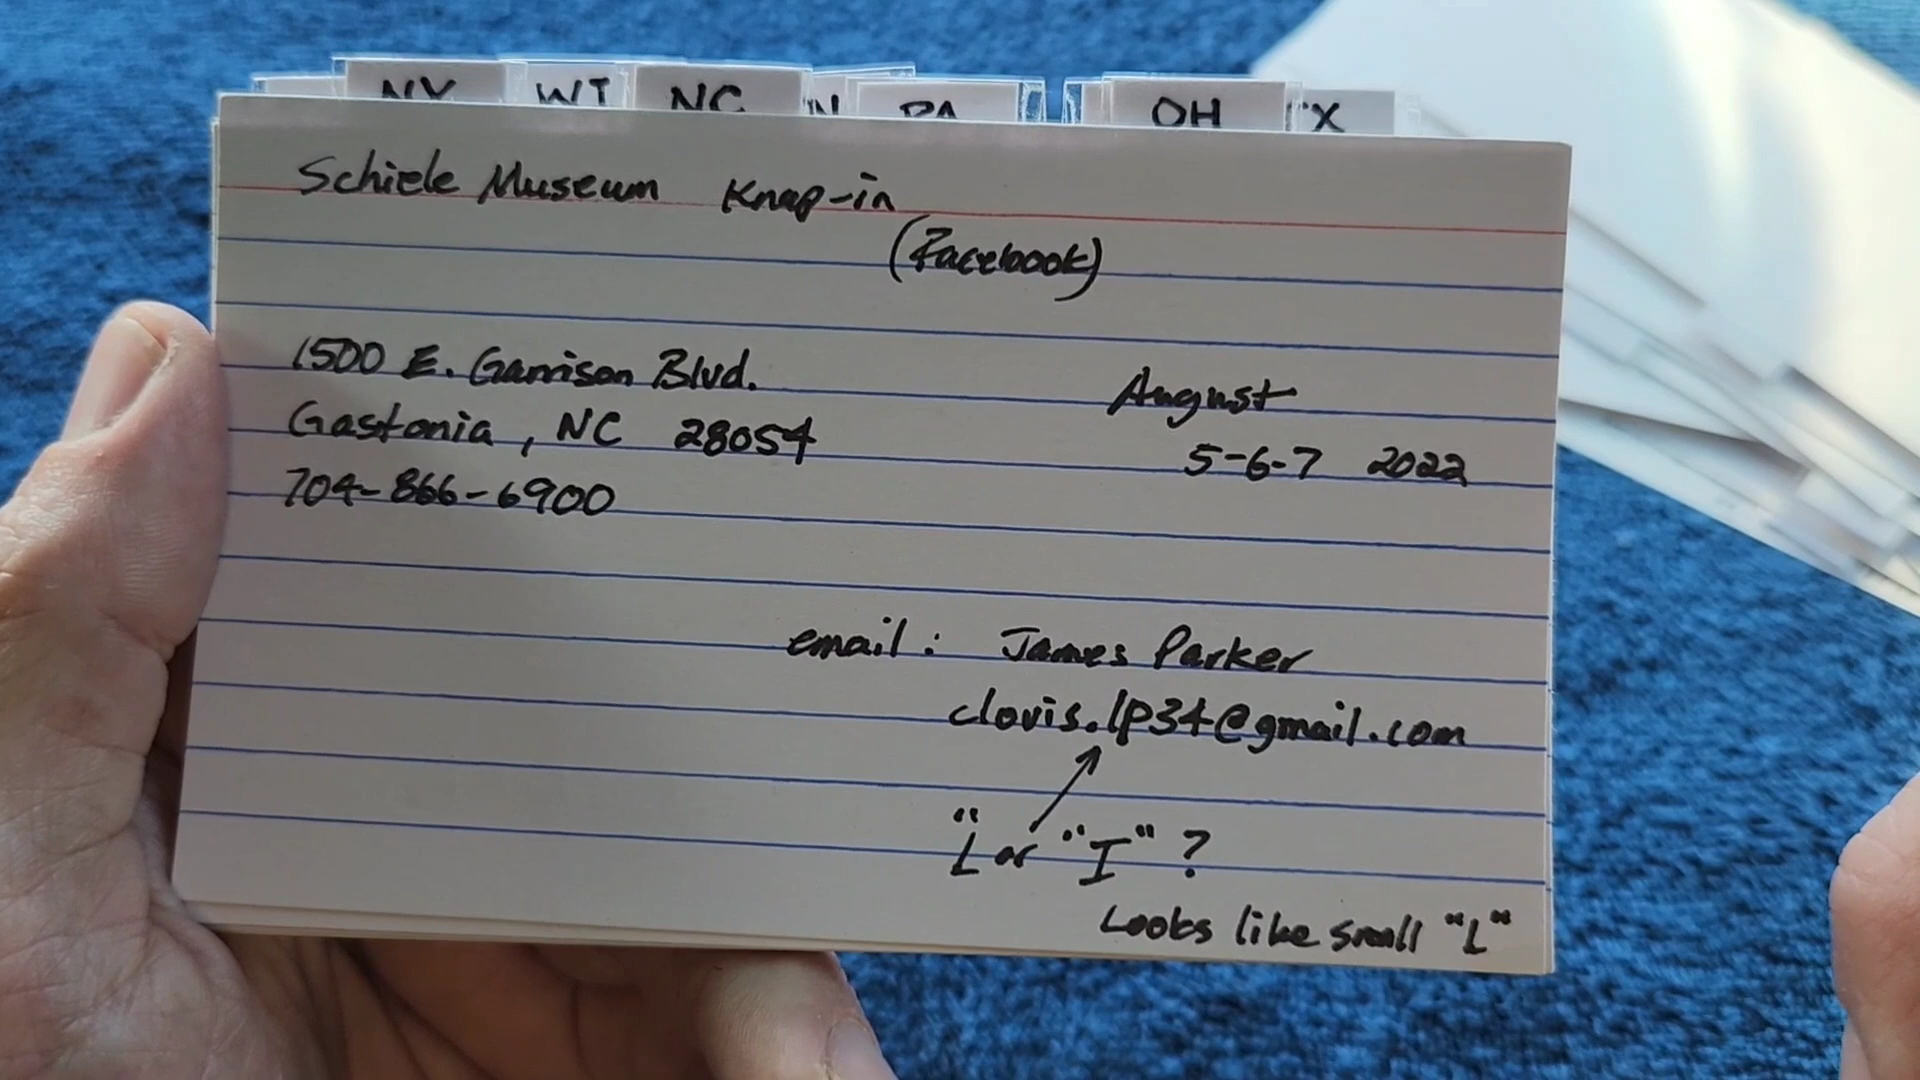 NY WI NC N PA OH X
Schiele Museum Knap-in
(Facebook)
1500 E. Garrison Blvd.
Gastonia, NC 28054
704-866-6900
August
5-6-7 2022
email: James Parker
clovis.lp34@gmail.com
"L or "I" ?
Looks like small "L"